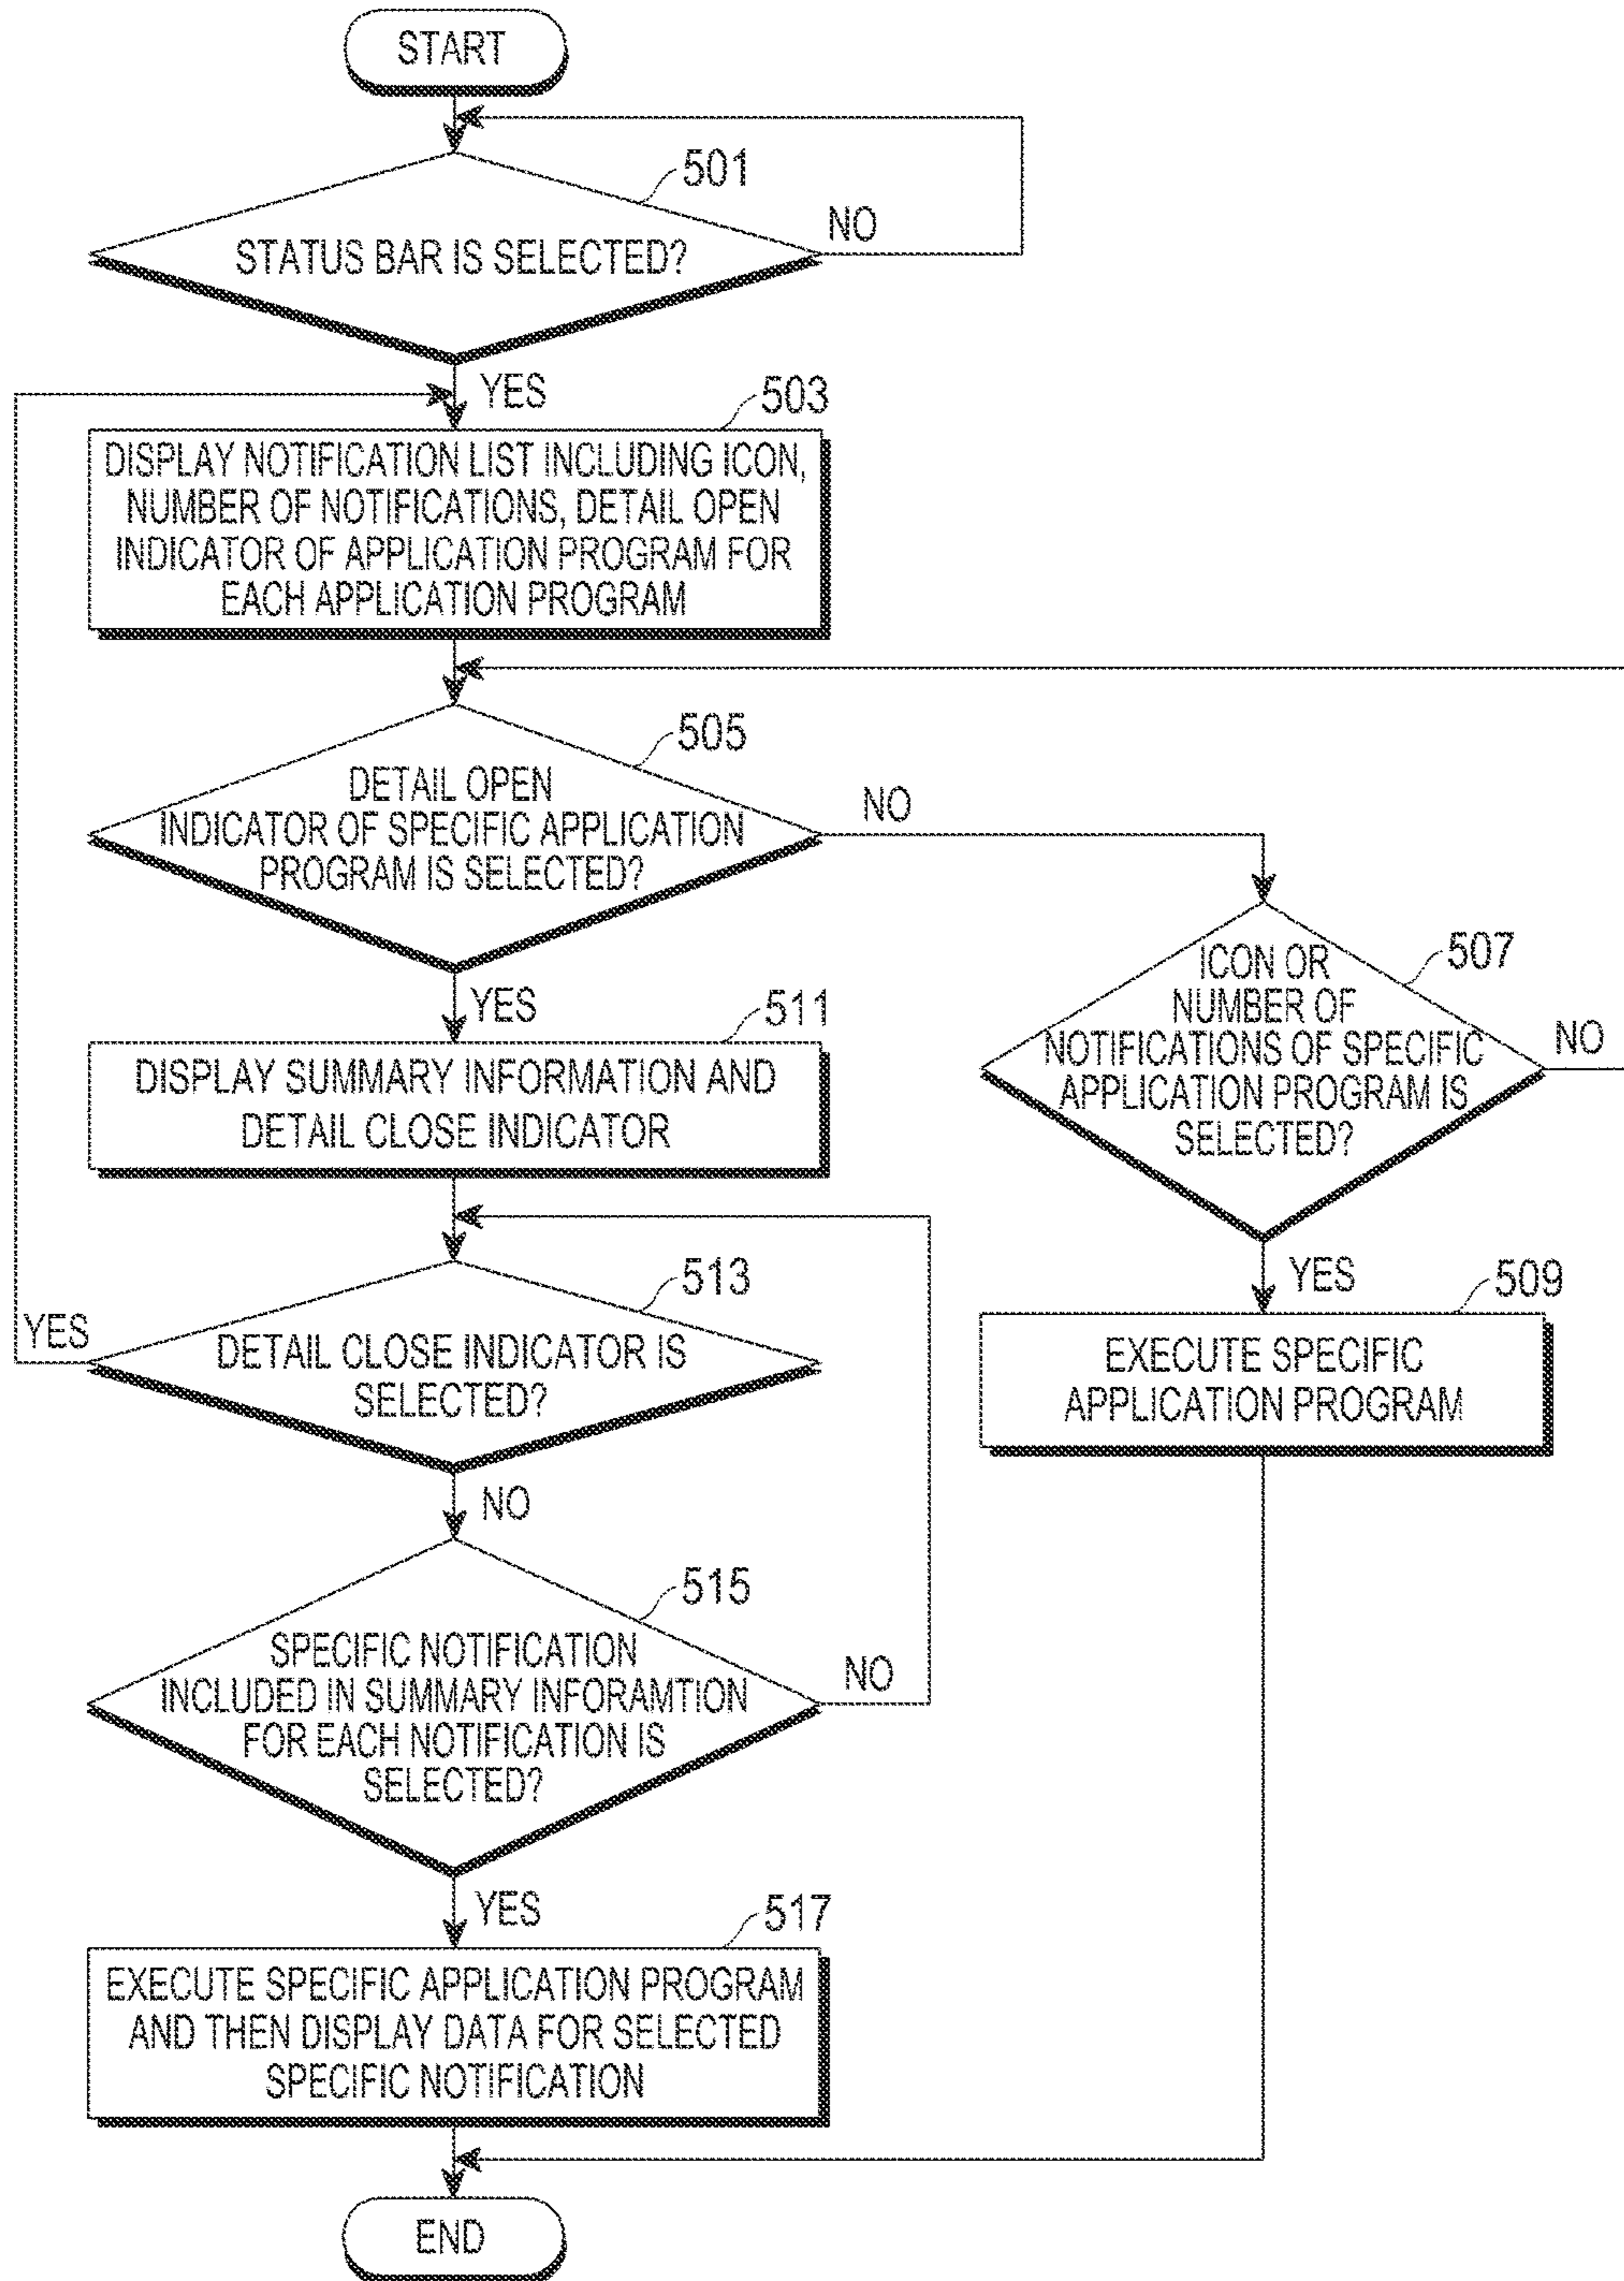 START
501
NO
STATUS BAR IS SELECTED?
YES
503
DISPLAY NOTIFICATION LIST INCLUDING ICON,
NUMBER OF NOTIFICATIONS, DETAIL OPEN
INDICATOR OF APPLICATION PROGRAM FOR
EACH APPLICATION PROGRAM
505
DETAIL OPEN
INDICATOR OF SPECIFIC APPLICATION
PROGRAM IS SELECTED?
NO
YES
507
ICON OR
NUMBER OF
NOTIFICATIONS OF SPECIFIC
APPLICATION PROGRAM IS
SELECTED?
NO
YES
509
EXECUTE SPECIFIC
APPLICATION PROGRAM
511
DISPLAY SUMMARY INFORMATION AND
DETAIL CLOSE INDICATOR
513
YES
DETAIL CLOSE INDICATOR IS
SELECTED?
NO
515
SPECIFIC NOTIFICATION
INCLUDED IN SUMMARY INFORAMTION
FOR EACH NOTIFICATION IS
SELECTED?
NO
YES
517
EXECUTE SPECIFIC APPLICATION PROGRAM
AND THEN DISPLAY DATA FOR SELECTED
SPECIFIC NOTIFICATION
END